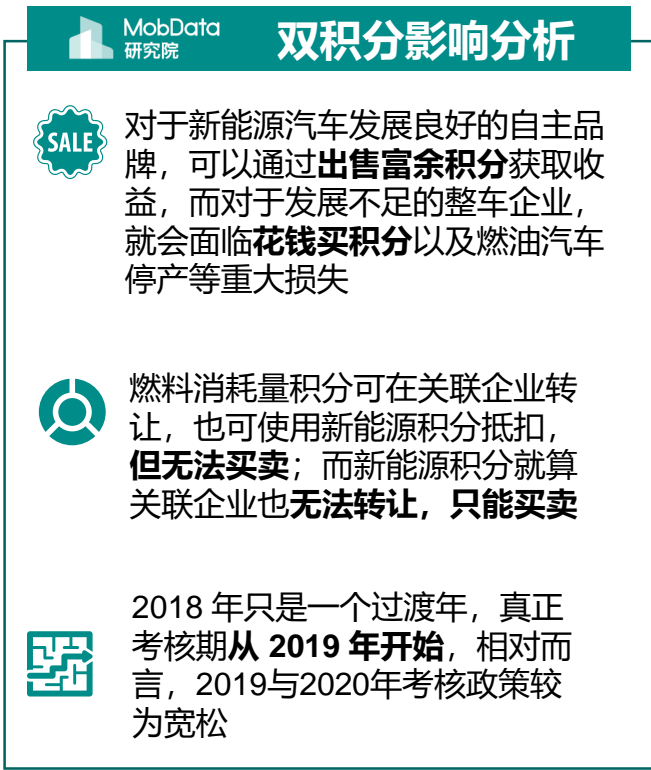 MobData
研究院
双积分影响分析
SALE
对于新能源汽车发展良好的自主品
牌，可以通过出售富余积分获取收
益，而对于发展不足的整车企业，
就会面临花钱买积分以及燃油汽车
停产等重大损失
燃料消耗量积分可在关联企业转
让，也可使用新能源积分抵扣，
但无法买卖；而新能源积分就算
关联企业也无法转让，只能买卖
2018 年只是一个过渡年，真正
考核期从 2019 年开始，相对而
言，2019与2020年考核政策较
为宽松